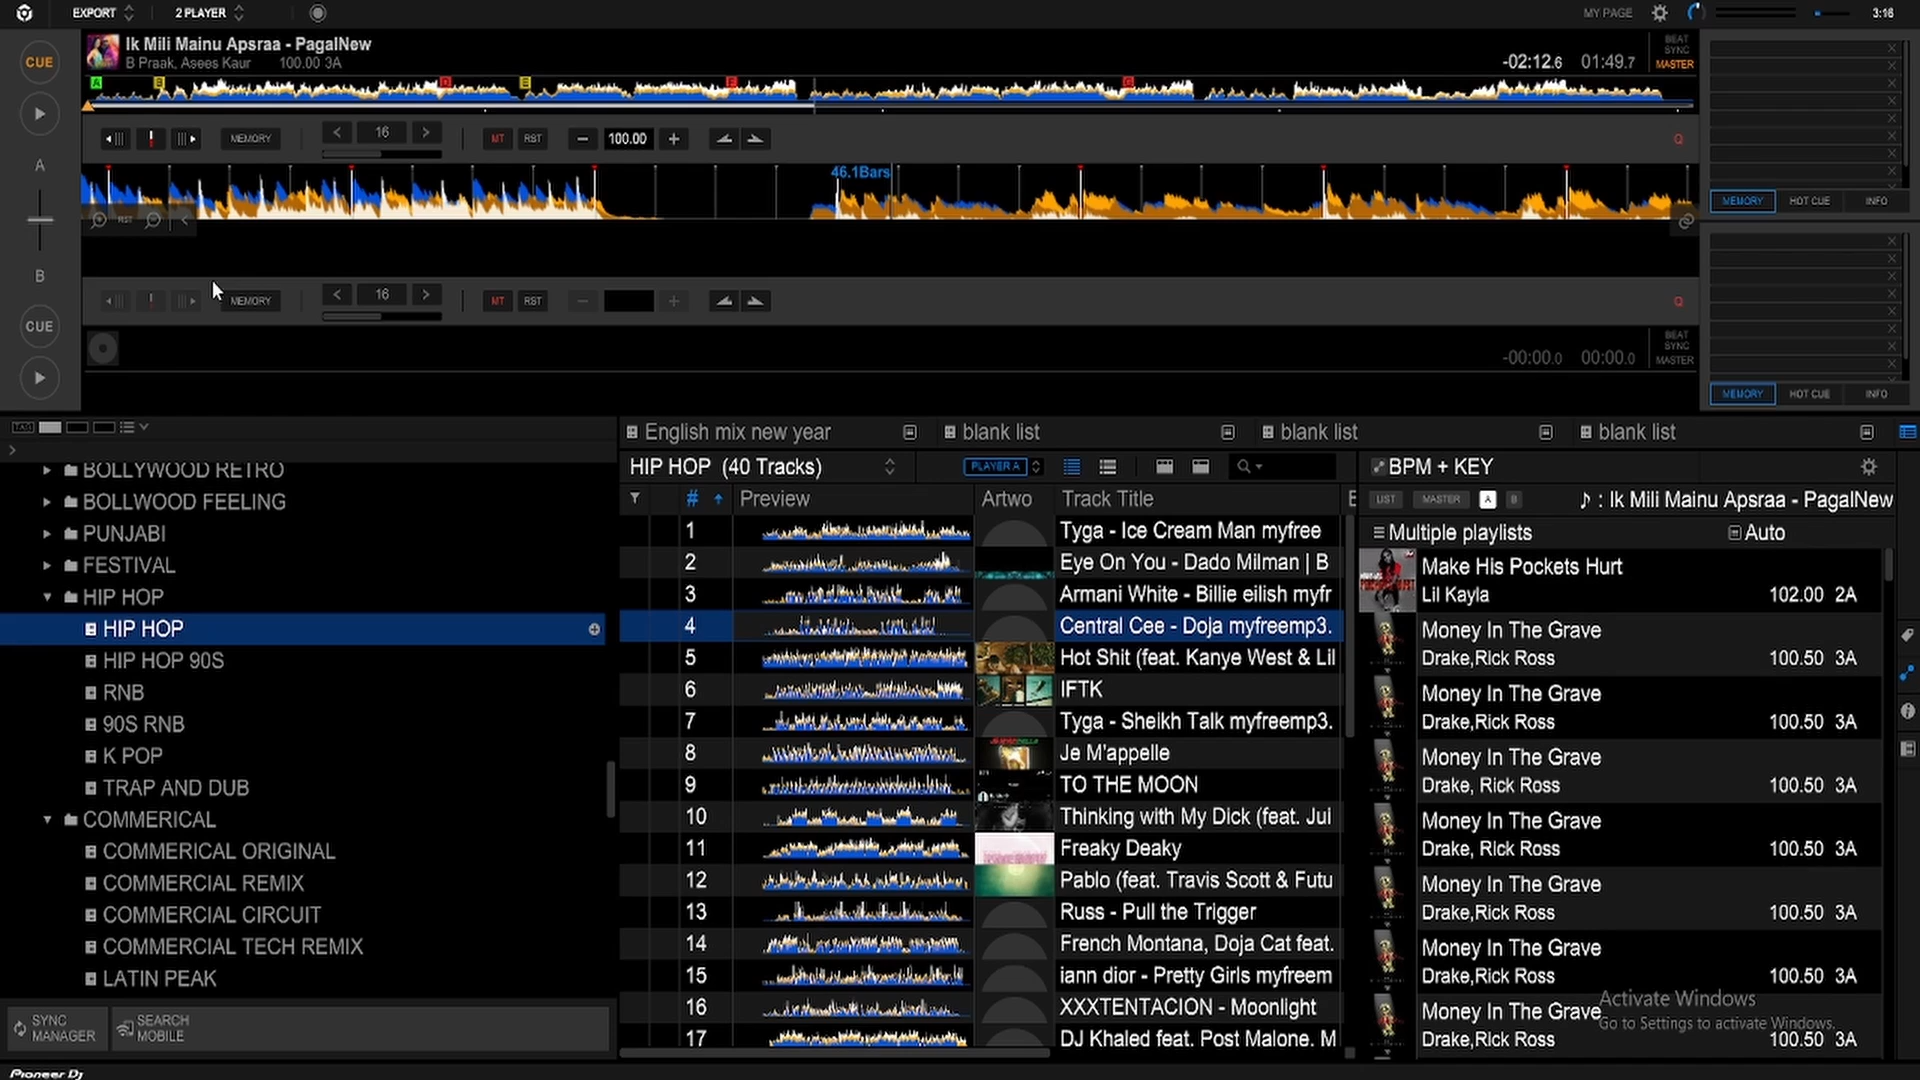 EXPORT 2 PLAYER MY PAGE 3:16
Ik Mili Mainu Apsraa - PagalNew
B Praak, Asees Kaur 100.00 3A
-02:12.6 01:49.7
BEAT
SYNC
MASTER
CUE
A B D E F G
MEMORY < 16 > MT RST − 100.00 + Q
A
46.1Bars
RST <
MEMORY HOT CUE INFO
B
MEMORY < 16 > MT RST − + Q
CUE
-00:00.0 00:00.0
BEAT
SYNC
MASTER
MEMORY HOT CUE INFO
TAG
BOLLYWOOD RETRO
BOLLWOOD FEELING
PUNJABI
FESTIVAL
HIP HOP
HIP HOP
HIP HOP 90S
RNB
90S RNB
K POP
TRAP AND DUB
COMMERICAL
COMMERICAL ORIGINAL
COMMERCIAL REMIX
COMMERCIAL CIRCUIT
COMMERCIAL TECH REMIX
LATIN PEAK
SYNC
MANAGER
SEARCH
MOBILE
Pioneer Dj
English mix new year blank list blank list blank list
HIP HOP (40 Tracks) PLAYER A
# Preview Artwo Track Title
1 Tyga - Ice Cream Man myfree
2 Eye On You - Dado Milman | B
3 Armani White - Billie eilish myfr
4 Central Cee - Doja myfreemp3.
5 Hot Shit (feat. Kanye West & Lil
6 IFTK
7 Tyga - Sheikh Talk myfreemp3.
8 Je M'appelle
9 TO THE MOON
10 Thinking with My Dick (feat. Jul
11 Freaky Deaky
12 Pablo (feat. Travis Scott & Futu
13 Russ - Pull the Trigger
14 French Montana, Doja Cat feat.
15 iann dior - Pretty Girls myfreem
16 XXXTENTACION - Moonlight
17 DJ Khaled feat. Post Malone. M
BPM + KEY
LIST MASTER A B : Ik Mili Mainu Apsraa - PagalNew
Multiple playlists Auto
Make His Pockets Hurt
Lil Kayla 102.00 2A
Money In The Grave
Drake,Rick Ross 100.50 3A
Money In The Grave
Drake,Rick Ross 100.50 3A
Money In The Grave
Drake, Rick Ross 100.50 3A
Money In The Grave
Drake, RIck Ross 100.50 3A
Money In The Grave
Drake,Rick Ross 100.50 3A
Money In The Grave
Drake,Rick Ross 100.50 3A
Money In The Grave
Drake,Rick Ross 100.50 3A
Activate Windows
Go to Settings to activate Windows.